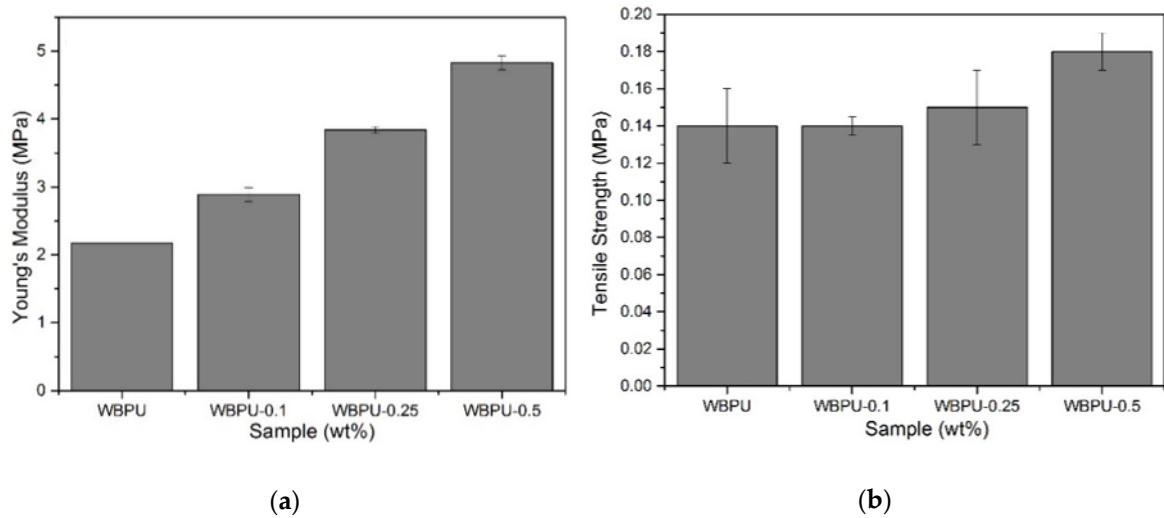 Young's Modulus (MPa)
5
4
3
2
1
0
WBPU WBPU-0.1 WBPU-0.25 WBPU-0.5
Sample (wt%)
(a)
Tensile Strength (MPa)
0.20
0.18
0.16
0.14
0.12
0.10
0.08
0.06
0.04
0.02
0.00
WBPU WBPU-0.1 WBPU-0.25 WBPU-0.5
Sample (wt%)
(b)